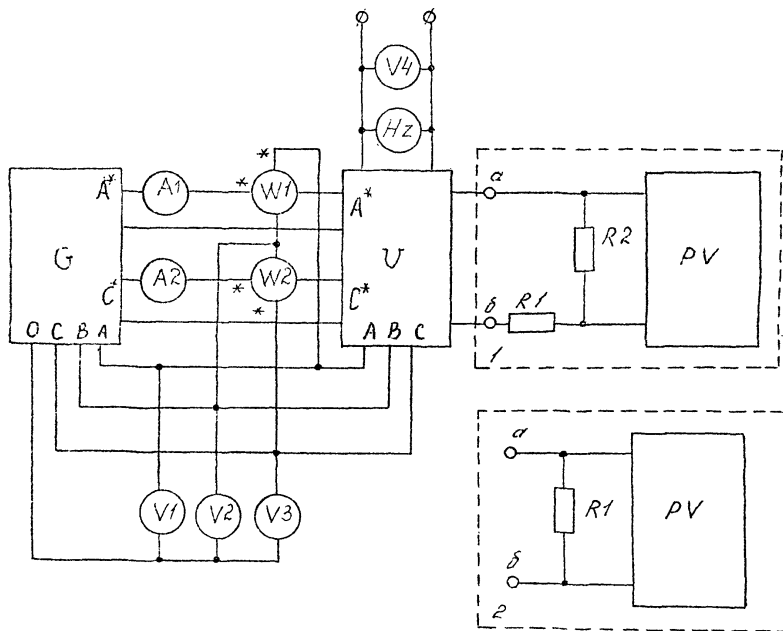 V4
Hz
A* A1 * W1 * A* а
G U R2 PV
C* A2 * W2 * C* б R1
O C B A A B C 1
V1 V2 V3
а
R1 PV
б
2